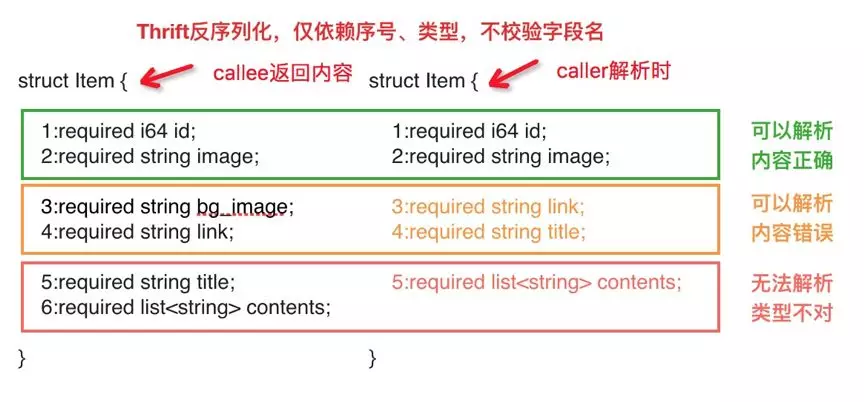 Thrift反序列化，仅依赖序号、类型，不校验字段名
callee返回内容
caller解析时
struct Item {
struct Item {
1:required i64 id;
2:required string image;
1:required i64 id;
2:required string image;
可以解析
内容正确
3:required string bg_image;
4:required string link;
3:required string link;
4:required string title;
可以解析
内容错误
5:required string title;
6:required list<string> contents;
5:required list<string> contents;
无法解析
类型不对
}
}